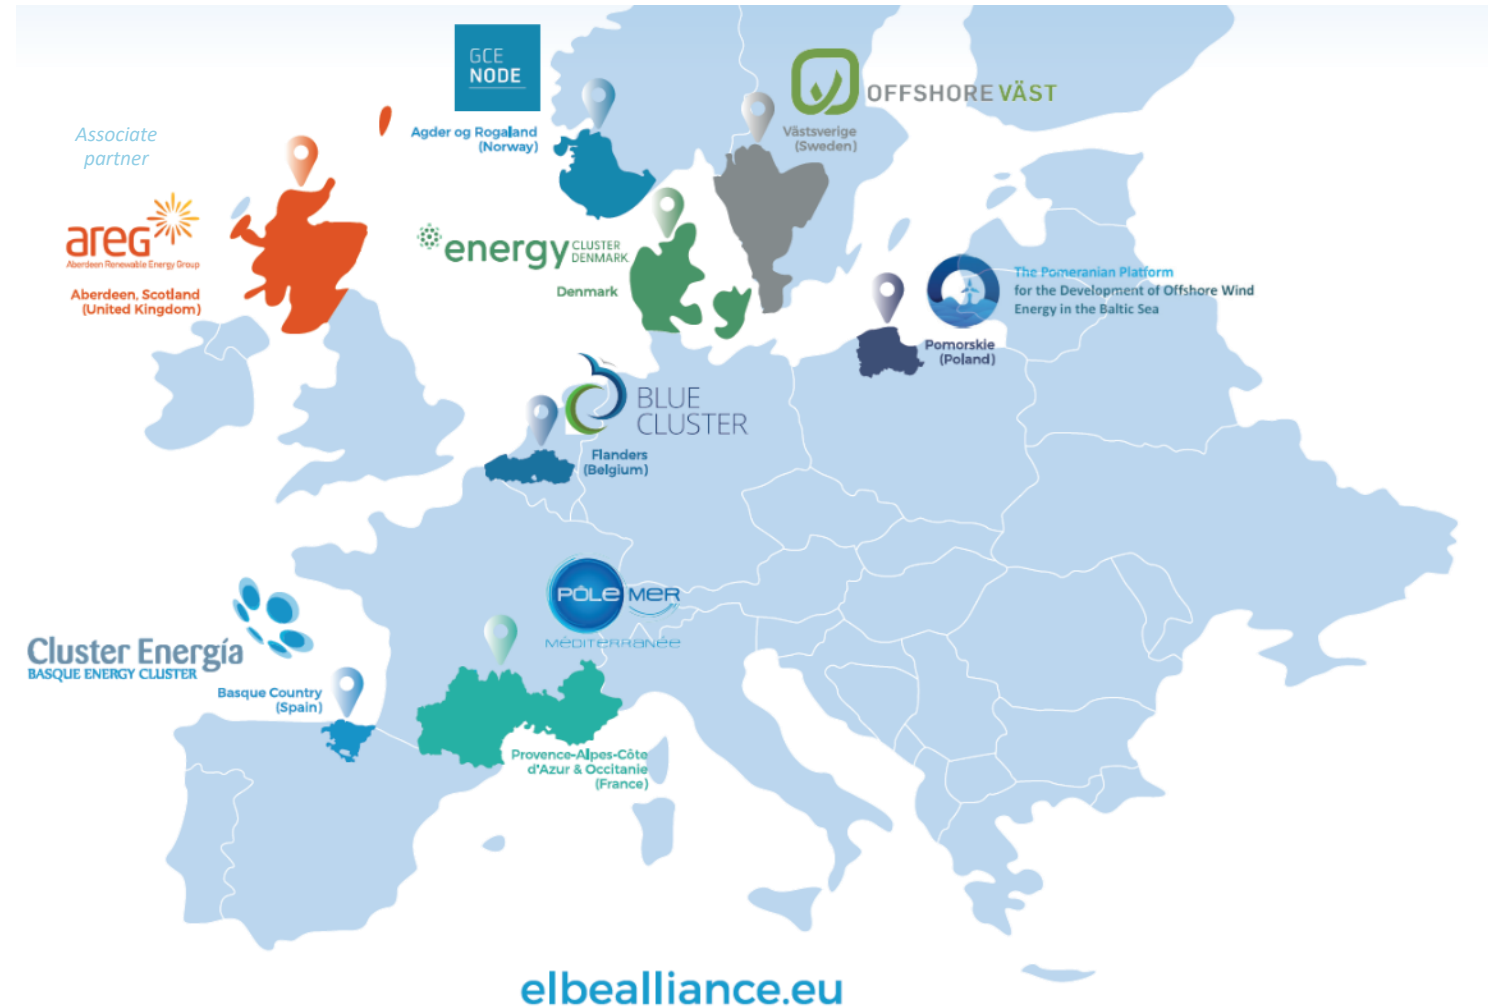 GCE
NODE
Agder og Rogaland
(Norway)
OFFSHORE VÄST
Västsverige
(Sweden)
Associate
partner
areg
Aberdeen Renewable Energy Group
Aberdeen, Scotland
(United Kingdom)
energy CLUSTER
DENMARK
Denmark
The Pomeranian Platform
for the Development of Offshore Wind
Energy in the Baltic Sea
Pomorskie
(Poland)
BLUE
CLUSTER
Flanders
(Belgium)
PÔLE MER
MÉDITERRANÉE
Cluster Energía
BASQUE ENERGY CLUSTER
Basque Country
(Spain)
Provence-Alpes-Côte
d'Azur & Occitanie
(France)
elbealliance.eu